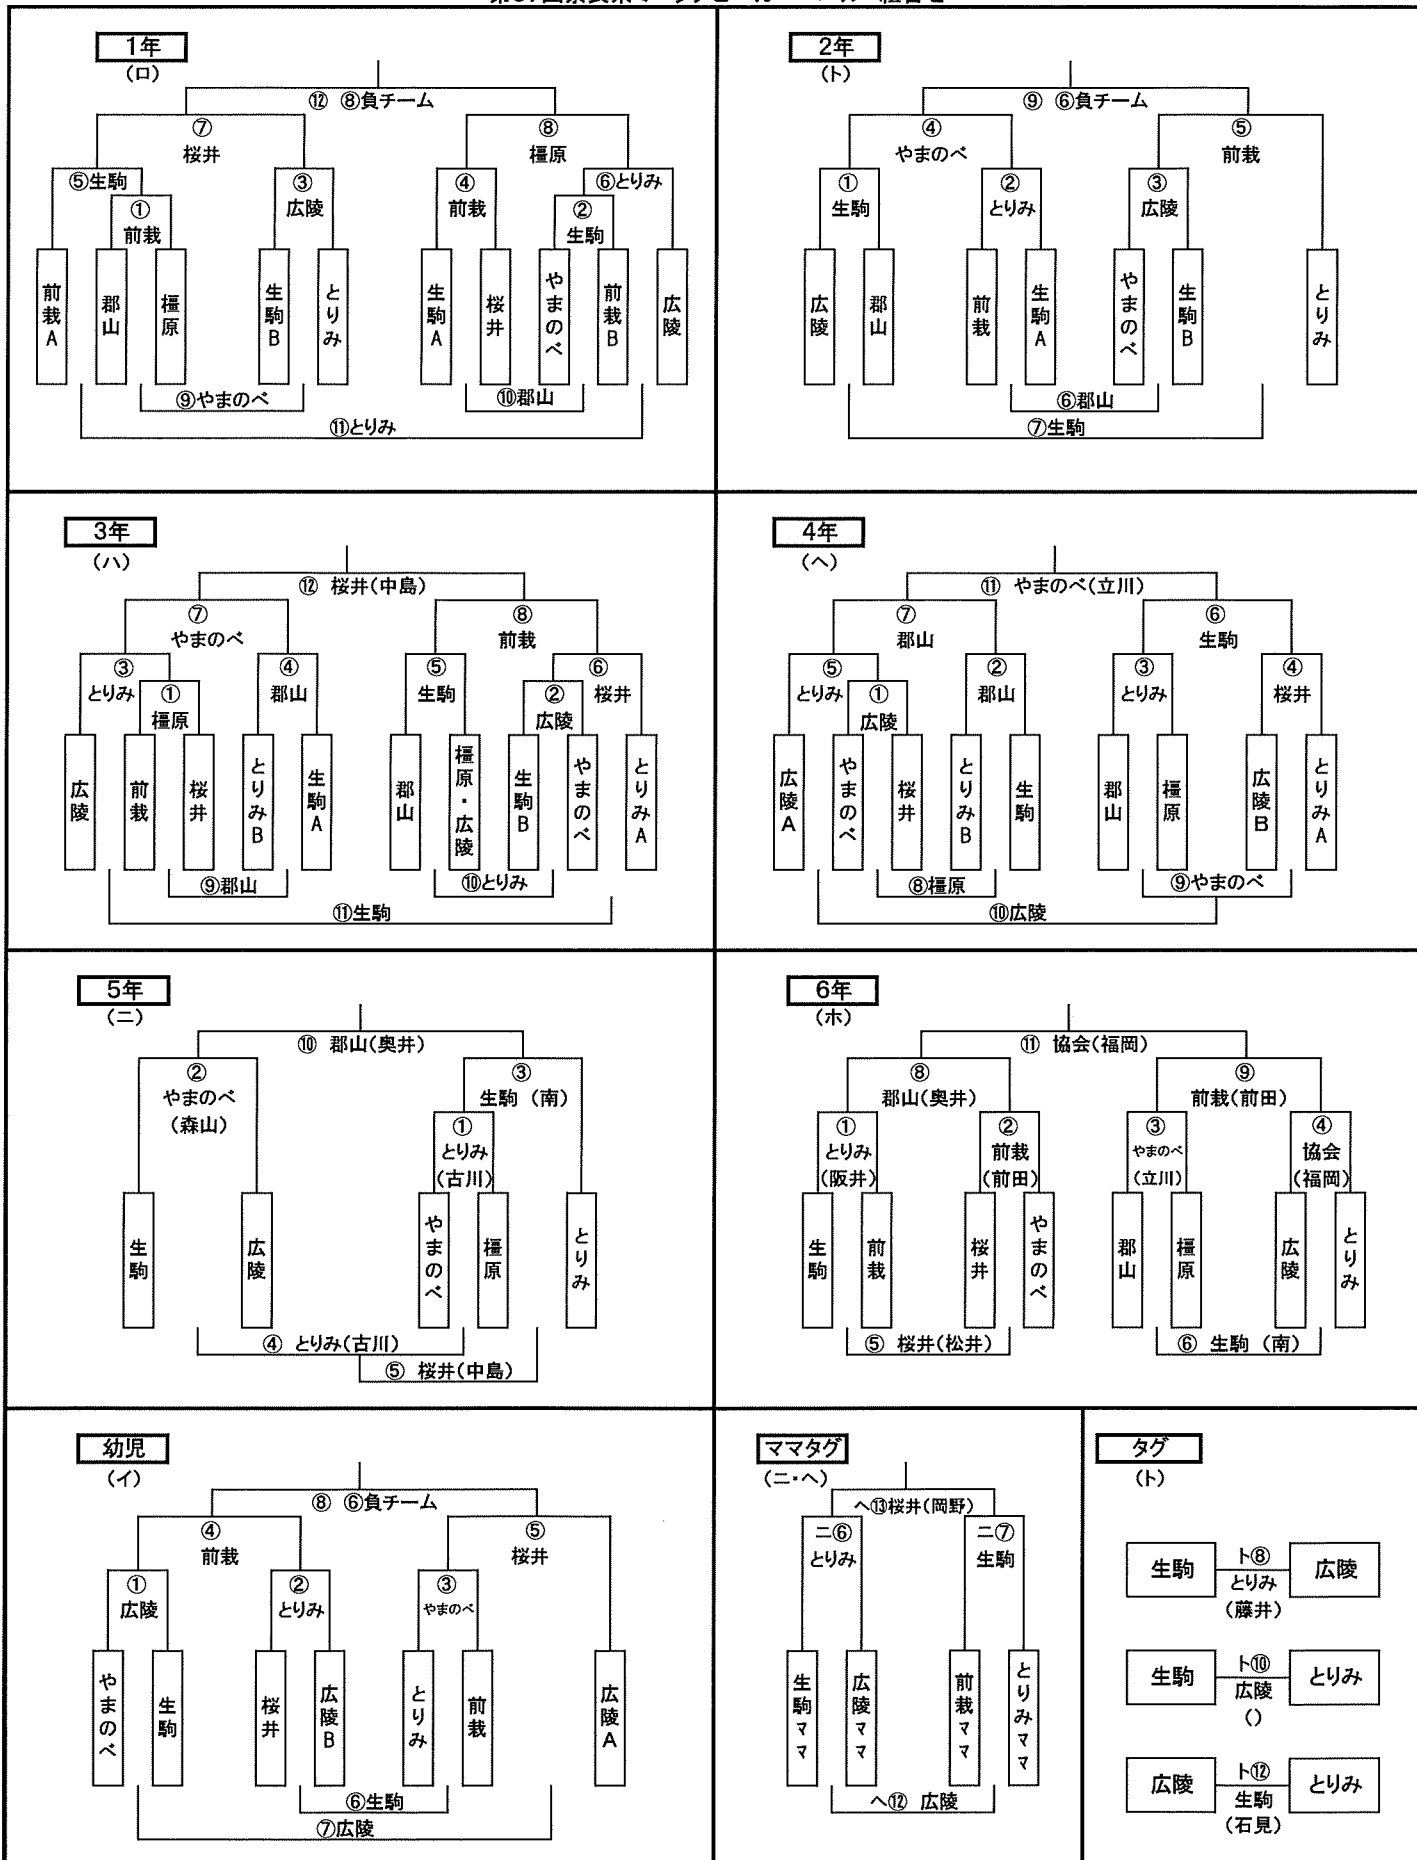 1年
(ロ)
⑫ ⑧負チーム
⑦
桜井
⑧
橿原
⑤生駒
③
広陵
④
前栽
⑥とりみ
①
前栽
②
生駒
前栽A
郡山
橿原
生駒B
とりみ
生駒A
桜井
やまのべ
前栽B
広陵
⑨やまのべ
⑩郡山
⑪とりみ
2年
(ト)
⑨ ⑥負チーム
④
やまのべ
⑤
前栽
①
生駒
②
とりみ
③
広陵
広陵
郡山
前栽
生駒A
やまのべ
生駒B
とりみ
⑥郡山
⑦生駒
3年
(ハ)
⑫ 桜井(中島)
⑦
やまのべ
⑧
前栽
③
とりみ
④
郡山
⑤
生駒
⑥
桜井
①
橿原
②
広陵
広陵
前栽
桜井
とりみB
生駒A
郡山
橿原・広陵
生駒B
やまのべ
とりみA
⑨郡山
⑩とりみ
⑪生駒
4年
(ヘ)
⑪ やまのべ(立川)
⑦
郡山
⑥
生駒
⑤
とりみ
②
郡山
③
とりみ
④
桜井
①
広陵
広陵A
やまのべ
桜井
とりみB
生駒
郡山
橿原
広陵B
とりみA
⑧橿原
⑨やまのべ
⑩広陵
5年
(ニ)
⑩ 郡山(奥井)
②
やまのべ
(森山)
③
生駒 (南)
①
とりみ
(古川)
生駒
広陵
やまのべ
橿原
とりみ
④ とりみ(古川)
⑤ 桜井(中島)
6年
(ホ)
⑪ 協会(福岡)
⑧
郡山(奥井)
⑨
前栽(前田)
①
とりみ
(阪井)
②
前栽
(前田)
③
やまのべ
(立川)
④
協会
(福岡)
生駒
前栽
桜井
やまのべ
郡山
橿原
広陵
とりみ
⑤ 桜井(松井)
⑥ 生駒 (南)
幼児
(イ)
⑧ ⑥負チーム
④
前栽
⑤
桜井
①
広陵
②
とりみ
③
やまのべ
やまのべ
生駒
桜井
広陵B
とりみ
前栽
広陵A
⑥生駒
⑦広陵
ママタグ
(ニ・ヘ)
ヘ⑬桜井(岡野)
ニ⑥
とりみ
ニ⑦
生駒
生駒ママ
広陵ママ
前栽ママ
とりみママ
ヘ⑫ 広陵
タグ
(ト)
生駒
ト⑧
とりみ
(藤井)
広陵
生駒
ト⑩
広陵
()
とりみ
広陵
ト⑫
生駒
(石見)
とりみ